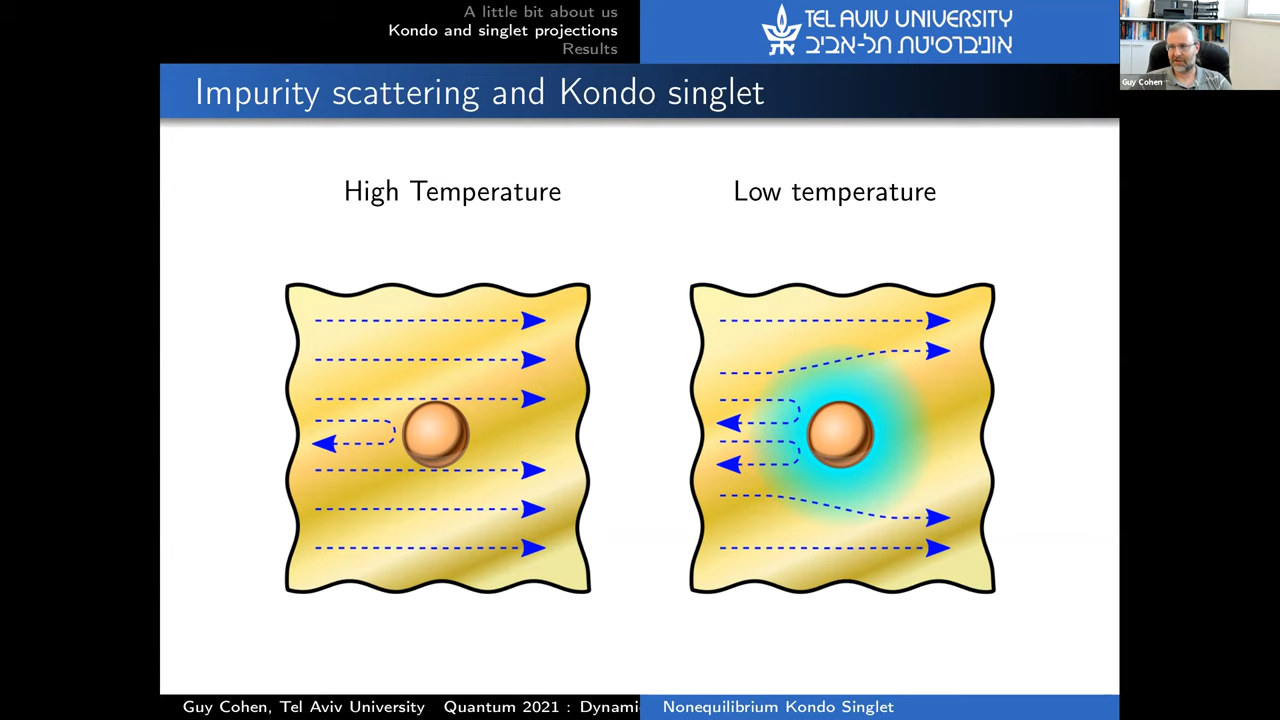 A little bit about us
Kondo and singlet projections
Results
TEL AVIV UNIVERSITY
אוניברסיטת תל-אביב
Guy Cohen
Impurity scattering and Kondo singlet
High Temperature
Low temperature
Guy Cohen, Tel Aviv University Quantum 2021 : Dynami
Nonequilibrium Kondo Singlet